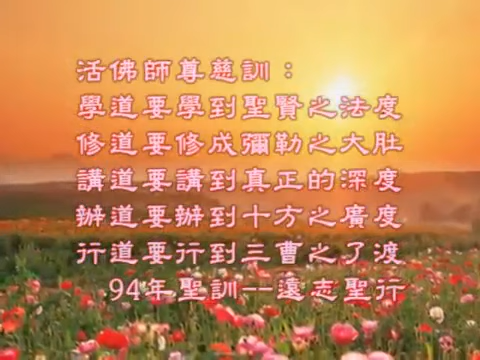 活佛師尊慈訓：
學道要學到聖賢之法度
修道要修成彌勒之大肚
講道要講到真正的深度
辦道要辦到十方之廣度
行道要行到三曹之了渡
94年聖訓--遠志聖行